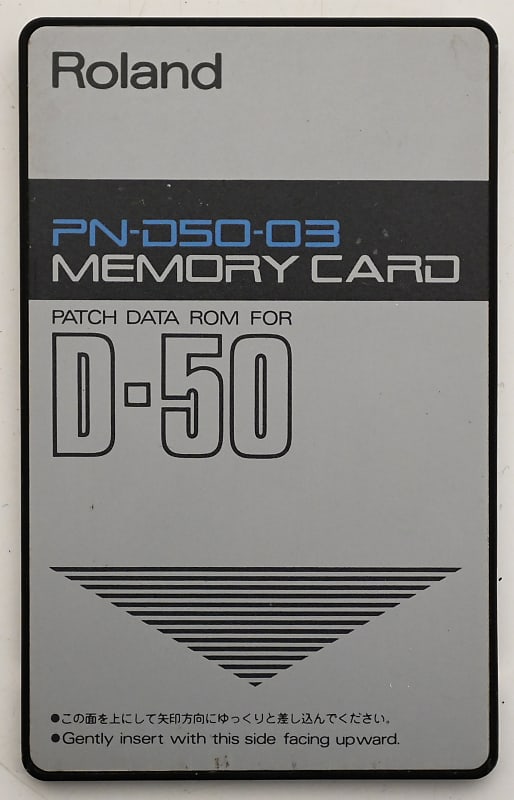 Roland
PN-D50-03
MEMORY CARD
PATCH DATA ROM FOR
D-50
●この面を上にして矢印方向にゆっくりと差し込んでください。
●Gently insert with this side facing upward.